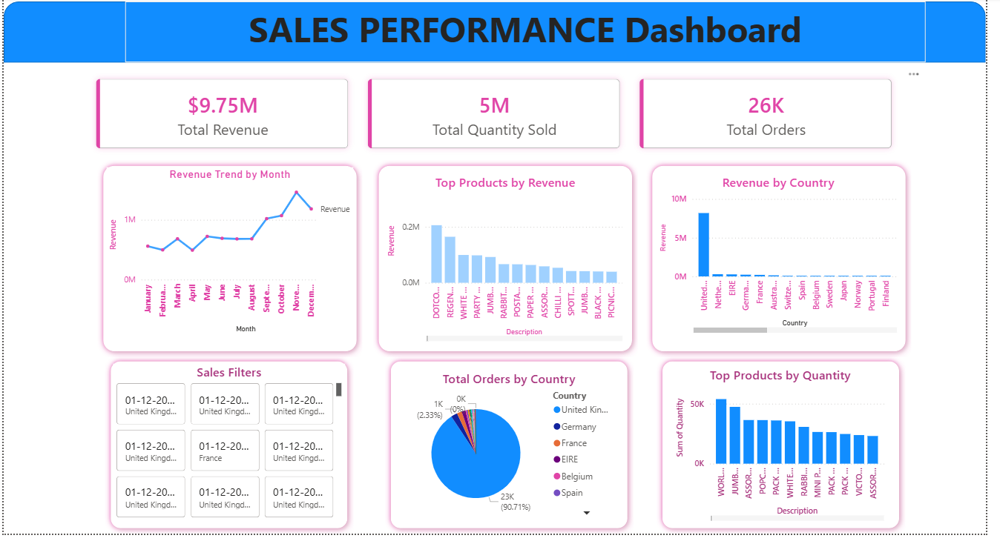 SALES PERFORMANCE Dashboard
$9.75M
Total Revenue
5M
Total Quantity Sold
26K
Total Orders
Revenue Trend by Month
Revenue
1M
0M
Revenue
January
Februa...
March
April
May
June
July
August
Septe...
October
Nove...
Decem...
Month
Top Products by Revenue
Revenue
0.2M
0.0M
DOTCO...
REGEN...
WHITE ...
PARTY ...
JUMB...
RABBIT...
POSTA...
PAPER ...
ASSOR...
CHILLI ...
SPOTT...
JUMB...
BLACK ...
PICNIC...
Description
Revenue by Country
Revenue
10M
5M
0M
United...
Nethe...
EIRE
Germa...
France
Austra...
Switze...
Spain
Belgium
Sweden
Japan
Norway
Portugal
Finland
Country
Sales Filters
01-12-20...
United Kingd...
01-12-20...
United Kingd...
01-12-20...
United Kingd...
01-12-20...
United Kingd...
01-12-20...
France
01-12-20...
United Kingd...
01-12-20...
United Kingd...
01-12-20...
United Kingd...
01-12-20...
United Kingd...
Total Orders by Country
0K
(0%)
1K
(2.33%)
23K
(90.71%)
Country
United Kin...
Germany
France
EIRE
Belgium
Spain
Top Products by Quantity
Sum of Quantity
50K
0K
WORL...
JUMB...
ASSOR...
POPC...
PACK ...
WHITE...
RABBI...
MINI P...
PACK ...
PACK ...
VICTO...
ASSOR...
Description